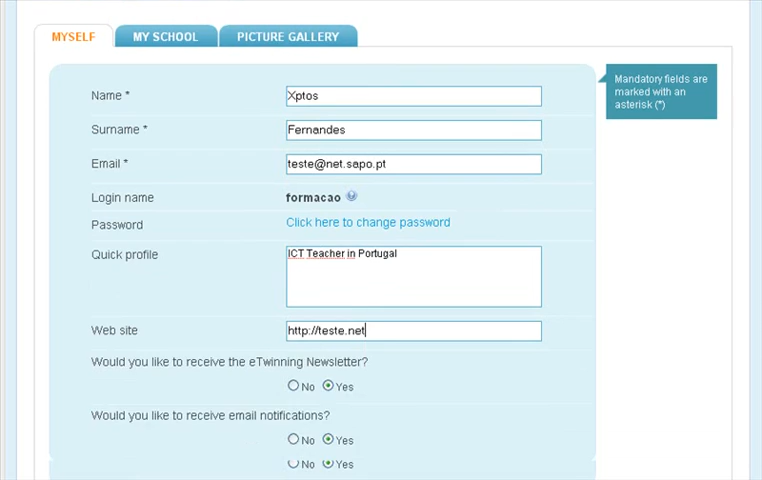 MYSELF MY SCHOOL PICTURE GALLERY
Mandatory fields are
marked with an
asterisk (*)
Name * Xptos
Surname * Fernandes
Email * teste@net.sapo.pt
Login name formacao ?
Password Click here to change password
Quick profile ICT Teacher in Portugal
Web site http://teste.net
Would you like to receive the eTwinning Newsletter?
No Yes
Would you like to receive email notifications?
No Yes
No Yes